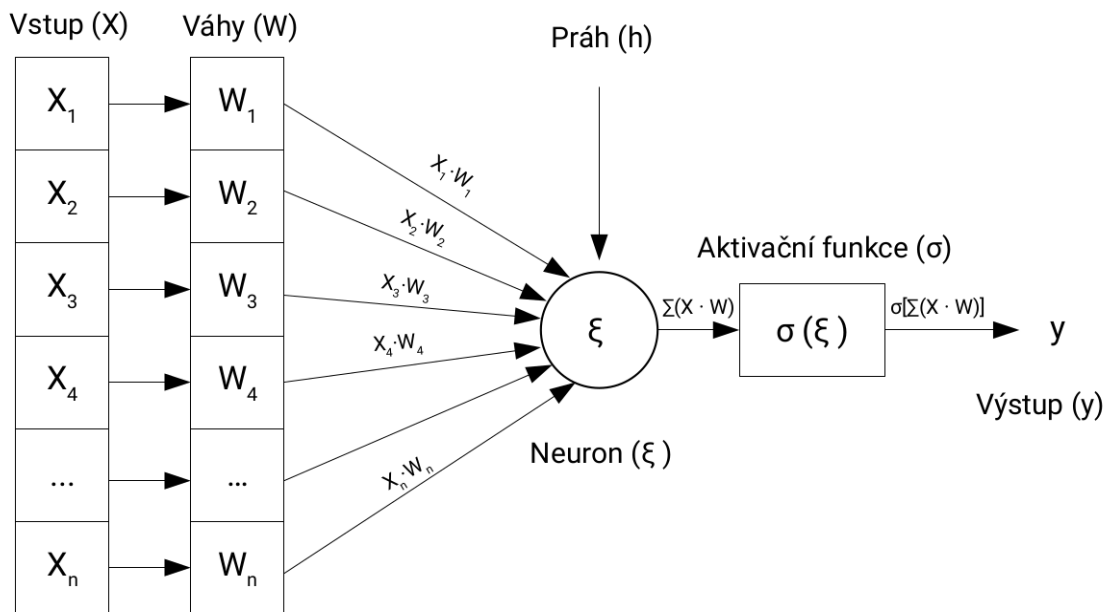 Vstup (X)
Váhy (W)
Práh (h)
X₁
W₁
X₁·W₁
X₂
W₂
X₂·W₂
X₃
W₃
X₃·W₃
X₄
W₄
X₄·W₄
...
...
Xₙ
Wₙ
Xₙ·Wₙ
ξ
Neuron (ξ)
Aktivační funkce (σ)
∑(X · W)
σ (ξ)
σ[∑(X · W)]
y
Výstup (y)